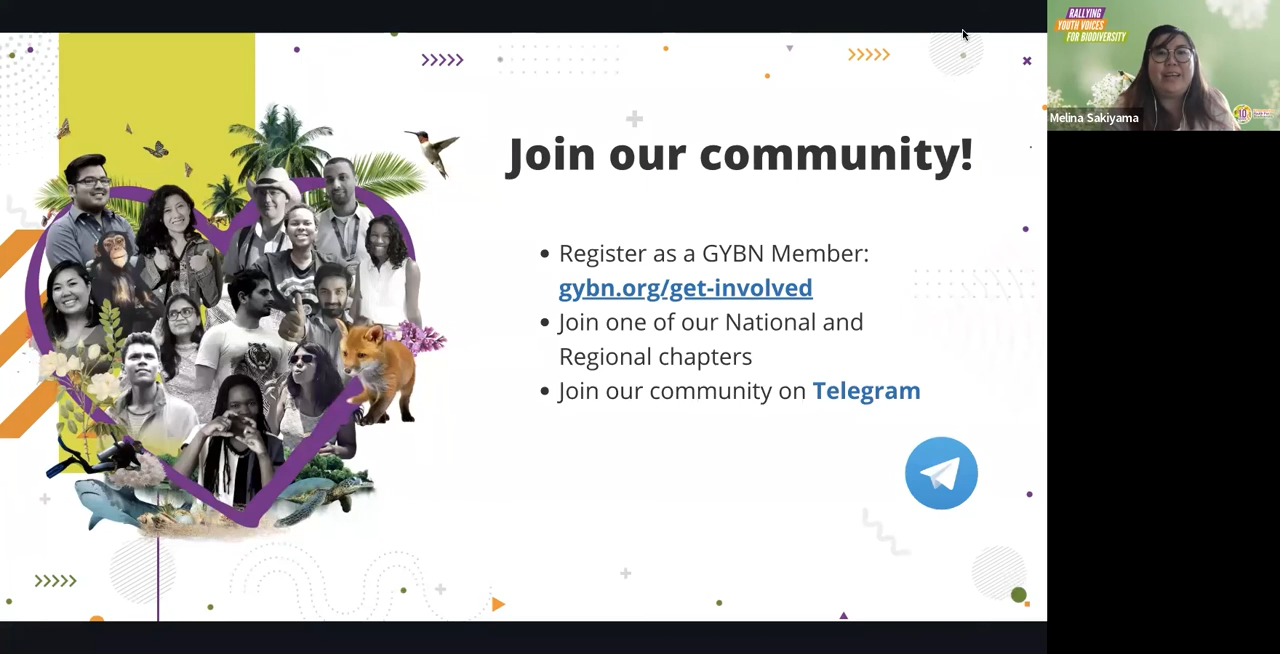 Join our community!
Register as a GYBN Member:
gybn.org/get-involved
Join one of our National and
Regional chapters
Join our community on Telegram
RALLYING
YOUTH VOICES
FOR BIODIVERSITY
Melina Sakiyama
10